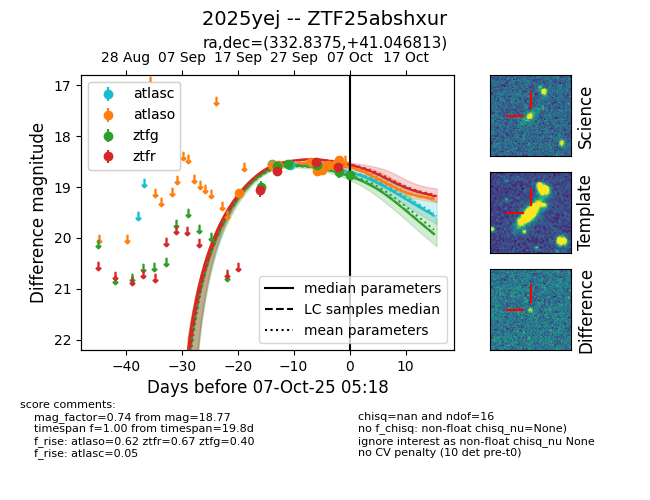 2025yej -- ZTF25abshxur
ra,dec=(332.8375,+41.046813)
28 Aug 07 Sep 17 Sep 27 Sep 07 Oct 17 Oct
17
18
19
20
21
22
Difference magnitude
atlasc
atlaso
ztfg
ztfr
median parameters
LC samples median
mean parameters
−40 −30 −20 −10 0 10
Days before 07-Oct-25 05:18
Science
Template
Difference
score comments:
mag_factor=0.74 from mag=18.77
timespan f=1.00 from timespan=19.8d
f_rise: atlaso=0.62 ztfr=0.67 ztfg=0.40
f_rise: atlasc=0.05
chisq=nan and ndof=16
no f_chisq: non-float chisq_nu=None)
ignore interest as non-float chisq_nu None
no CV penalty (10 det pre-t0)